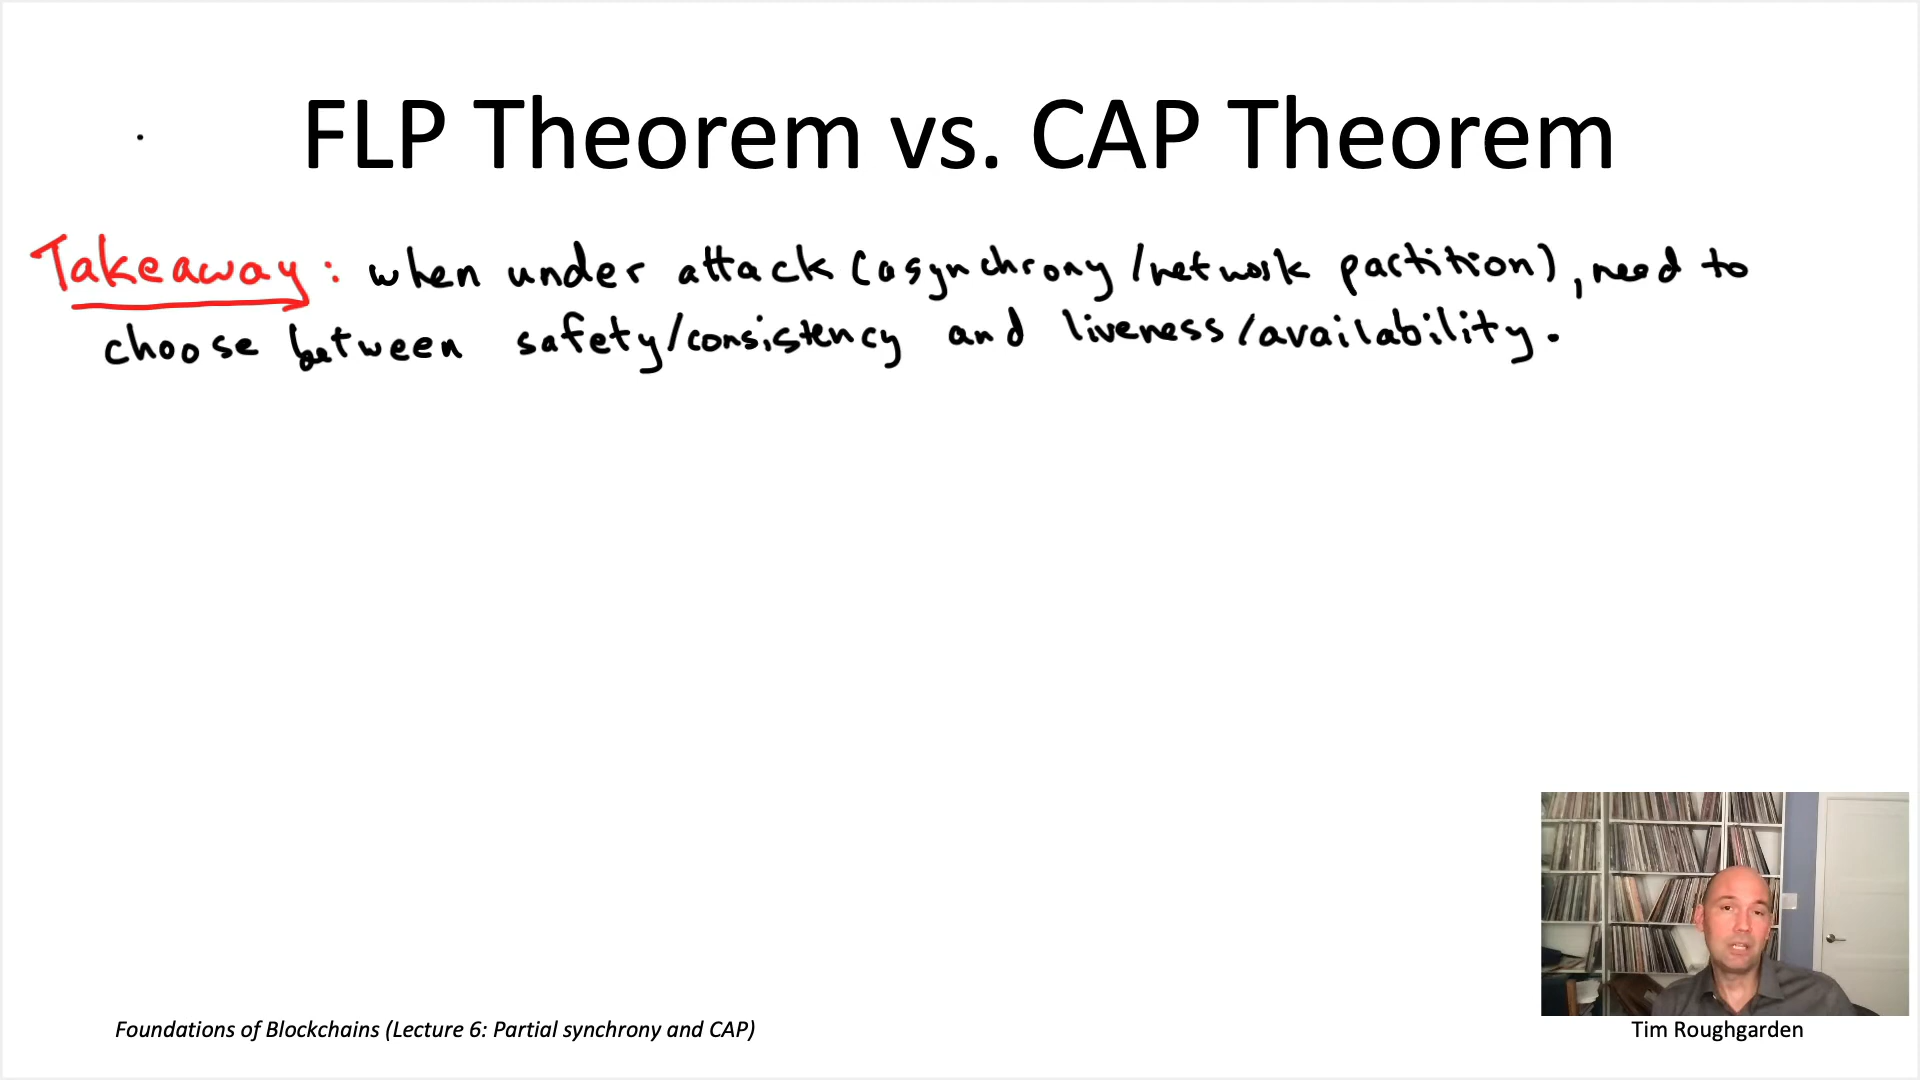 FLP Theorem vs. CAP Theorem
Takeaway: when under attack (asynchrony/network partition), need to
choose between safety/consistency and liveness/availability.
Foundations of Blockchains (Lecture 6: Partial synchrony and CAP)
Tim Roughgarden